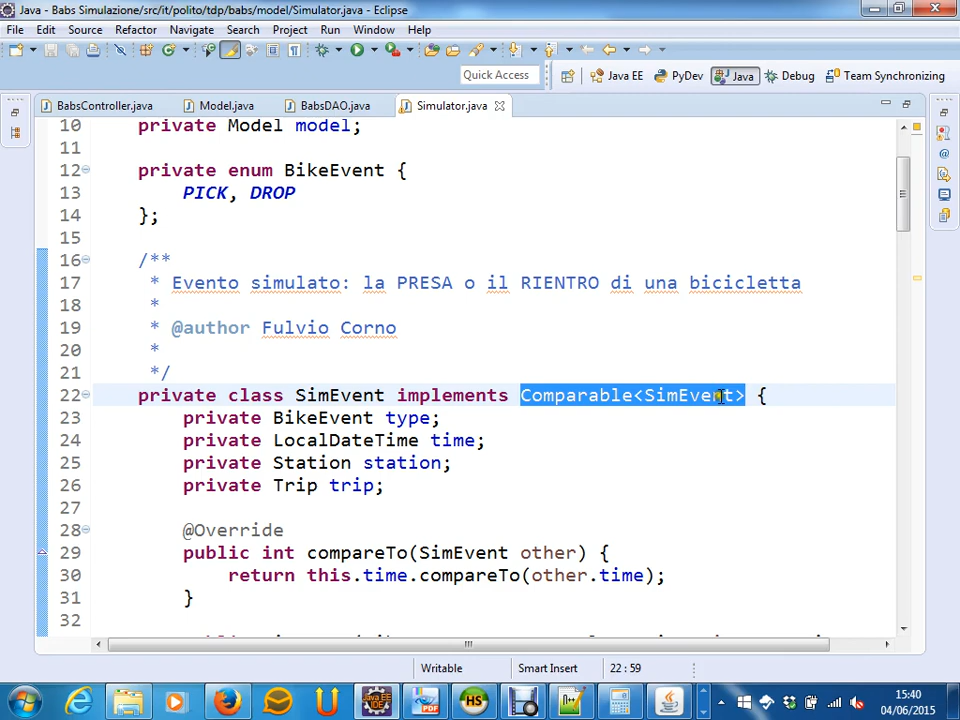 Java - Babs Simulazione/src/it/polito/tdp/babs/model/Simulator.java - Eclipse
File Edit Source Refactor Navigate Search Project Run Window Help
Quick Access Java EE PyDev Java Debug Team Synchronizing
BabsController.java Model.java BabsDAO.java Simulator.java
10 private Model model;
11
12 private enum BikeEvent {
13 PICK, DROP
14 };
15
16 /**
17 * Evento simulato: la PRESA o il RIENTRO di una bicicletta
18 *
19 * @author Fulvio Corno
20 *
21 */
22 private class SimEvent implements Comparable<SimEvent> {
23 private BikeEvent type;
24 private LocalDateTime time;
25 private Station station;
26 private Trip trip;
27
28 @Override
29 public int compareTo(SimEvent other) {
30 return this.time.compareTo(other.time);
31 }
32
Writable Smart Insert 22 : 59
15:40
04/06/2015